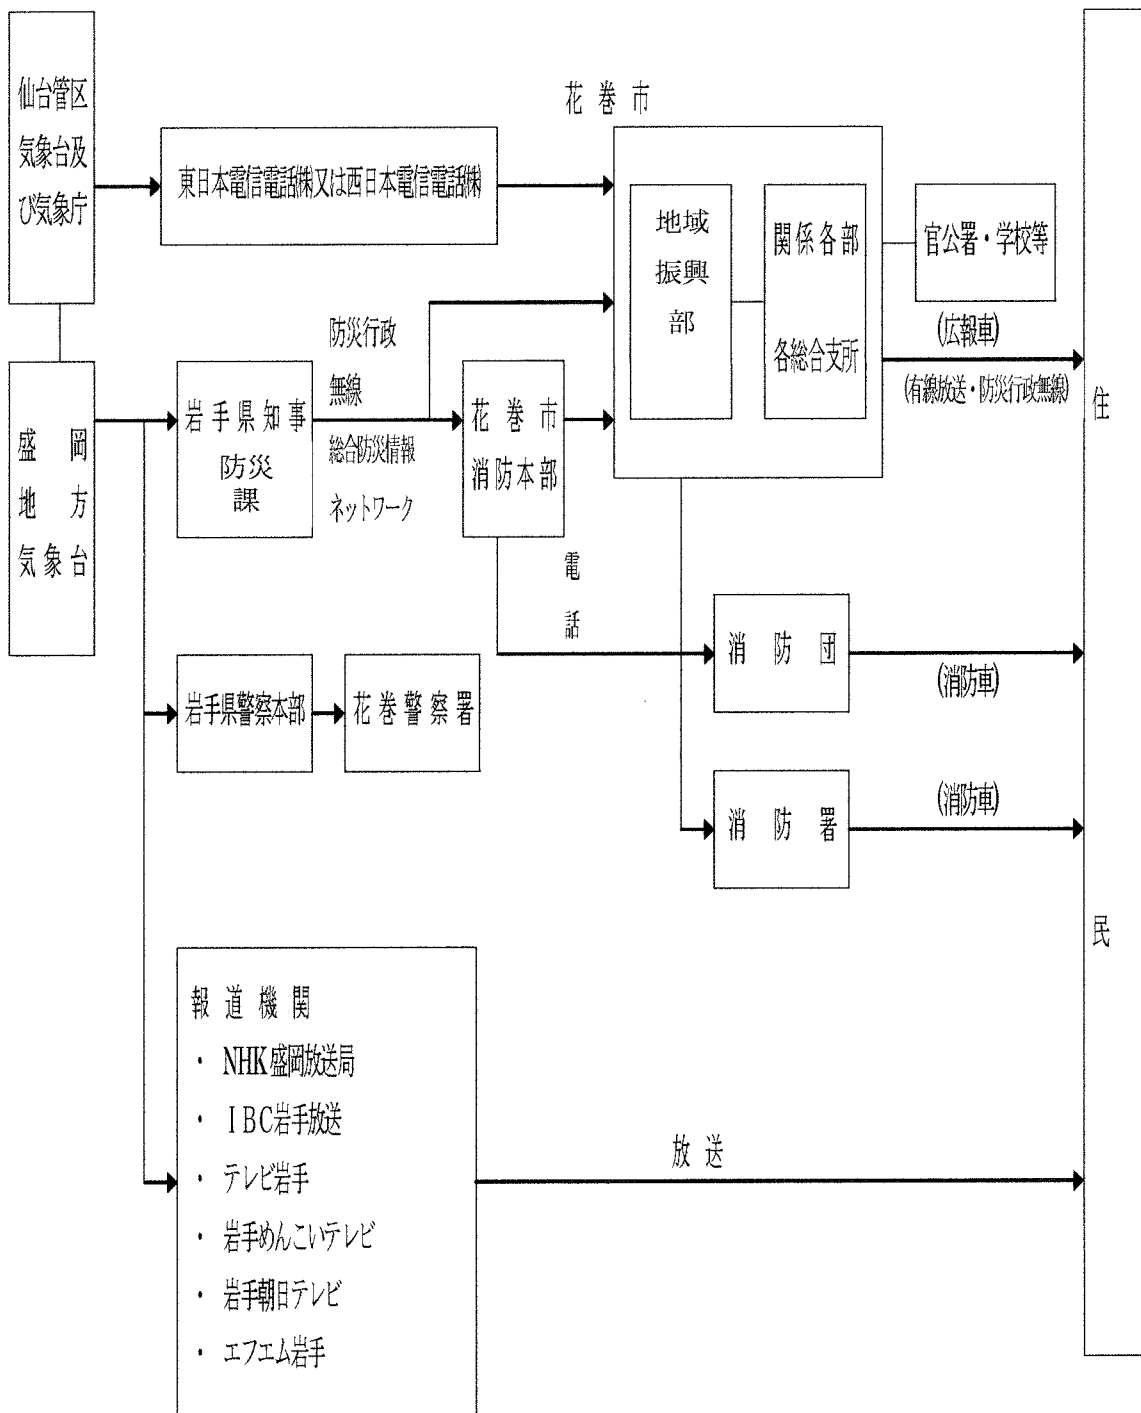 仙台管区
気象台及
び気象庁
東日本電信電話㈱又は西日本電信電話㈱
花巻市
地域
振興
部
関係各部
各総合支所
官公署・学校等
(広報車)
(有線放送・防災行政無線)
盛岡
地方
気象台
岩手県知事
防災
課
防災行政
無線
総合防災情報
ネットワーク
花巻市
消防本部
電
話
消防団
(消防車)
岩手県警察本部
花巻警察署
消防署
(消防車)
報道機関
・ NHK盛岡放送局
・ IBC岩手放送
・ テレビ岩手
・ 岩手めんこいテレビ
・ 岩手朝日テレビ
・ エフエム岩手
放送
住
民